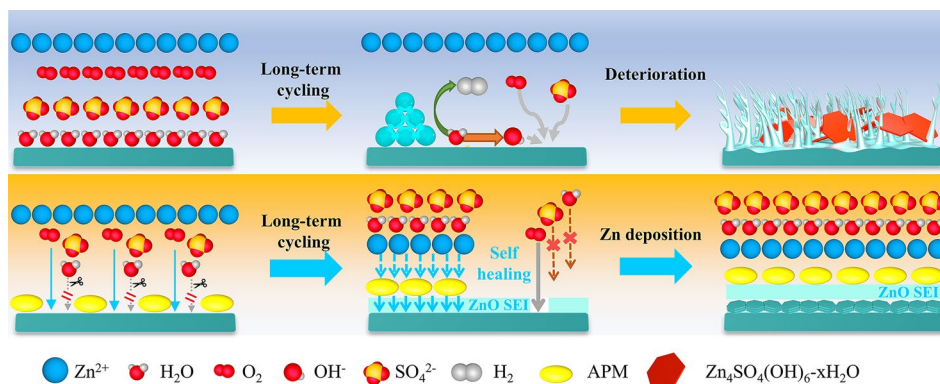 Long-term
cycling
Deterioration
Long-term
cycling
Self
healing
ZnO SEI
Zn deposition
ZnO SEI
Zn²⁺ H₂O O₂ OH⁻ SO₄²⁻ H₂ APM Zn₄SO₄(OH)₆-xH₂O